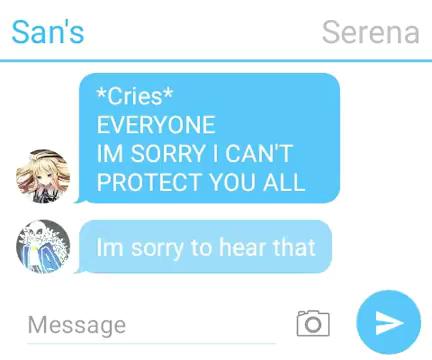 San's
Serena
*Cries*
EVERYONE
IM SORRY I CAN'T
PROTECT YOU ALL
Im sorry to hear that
Message